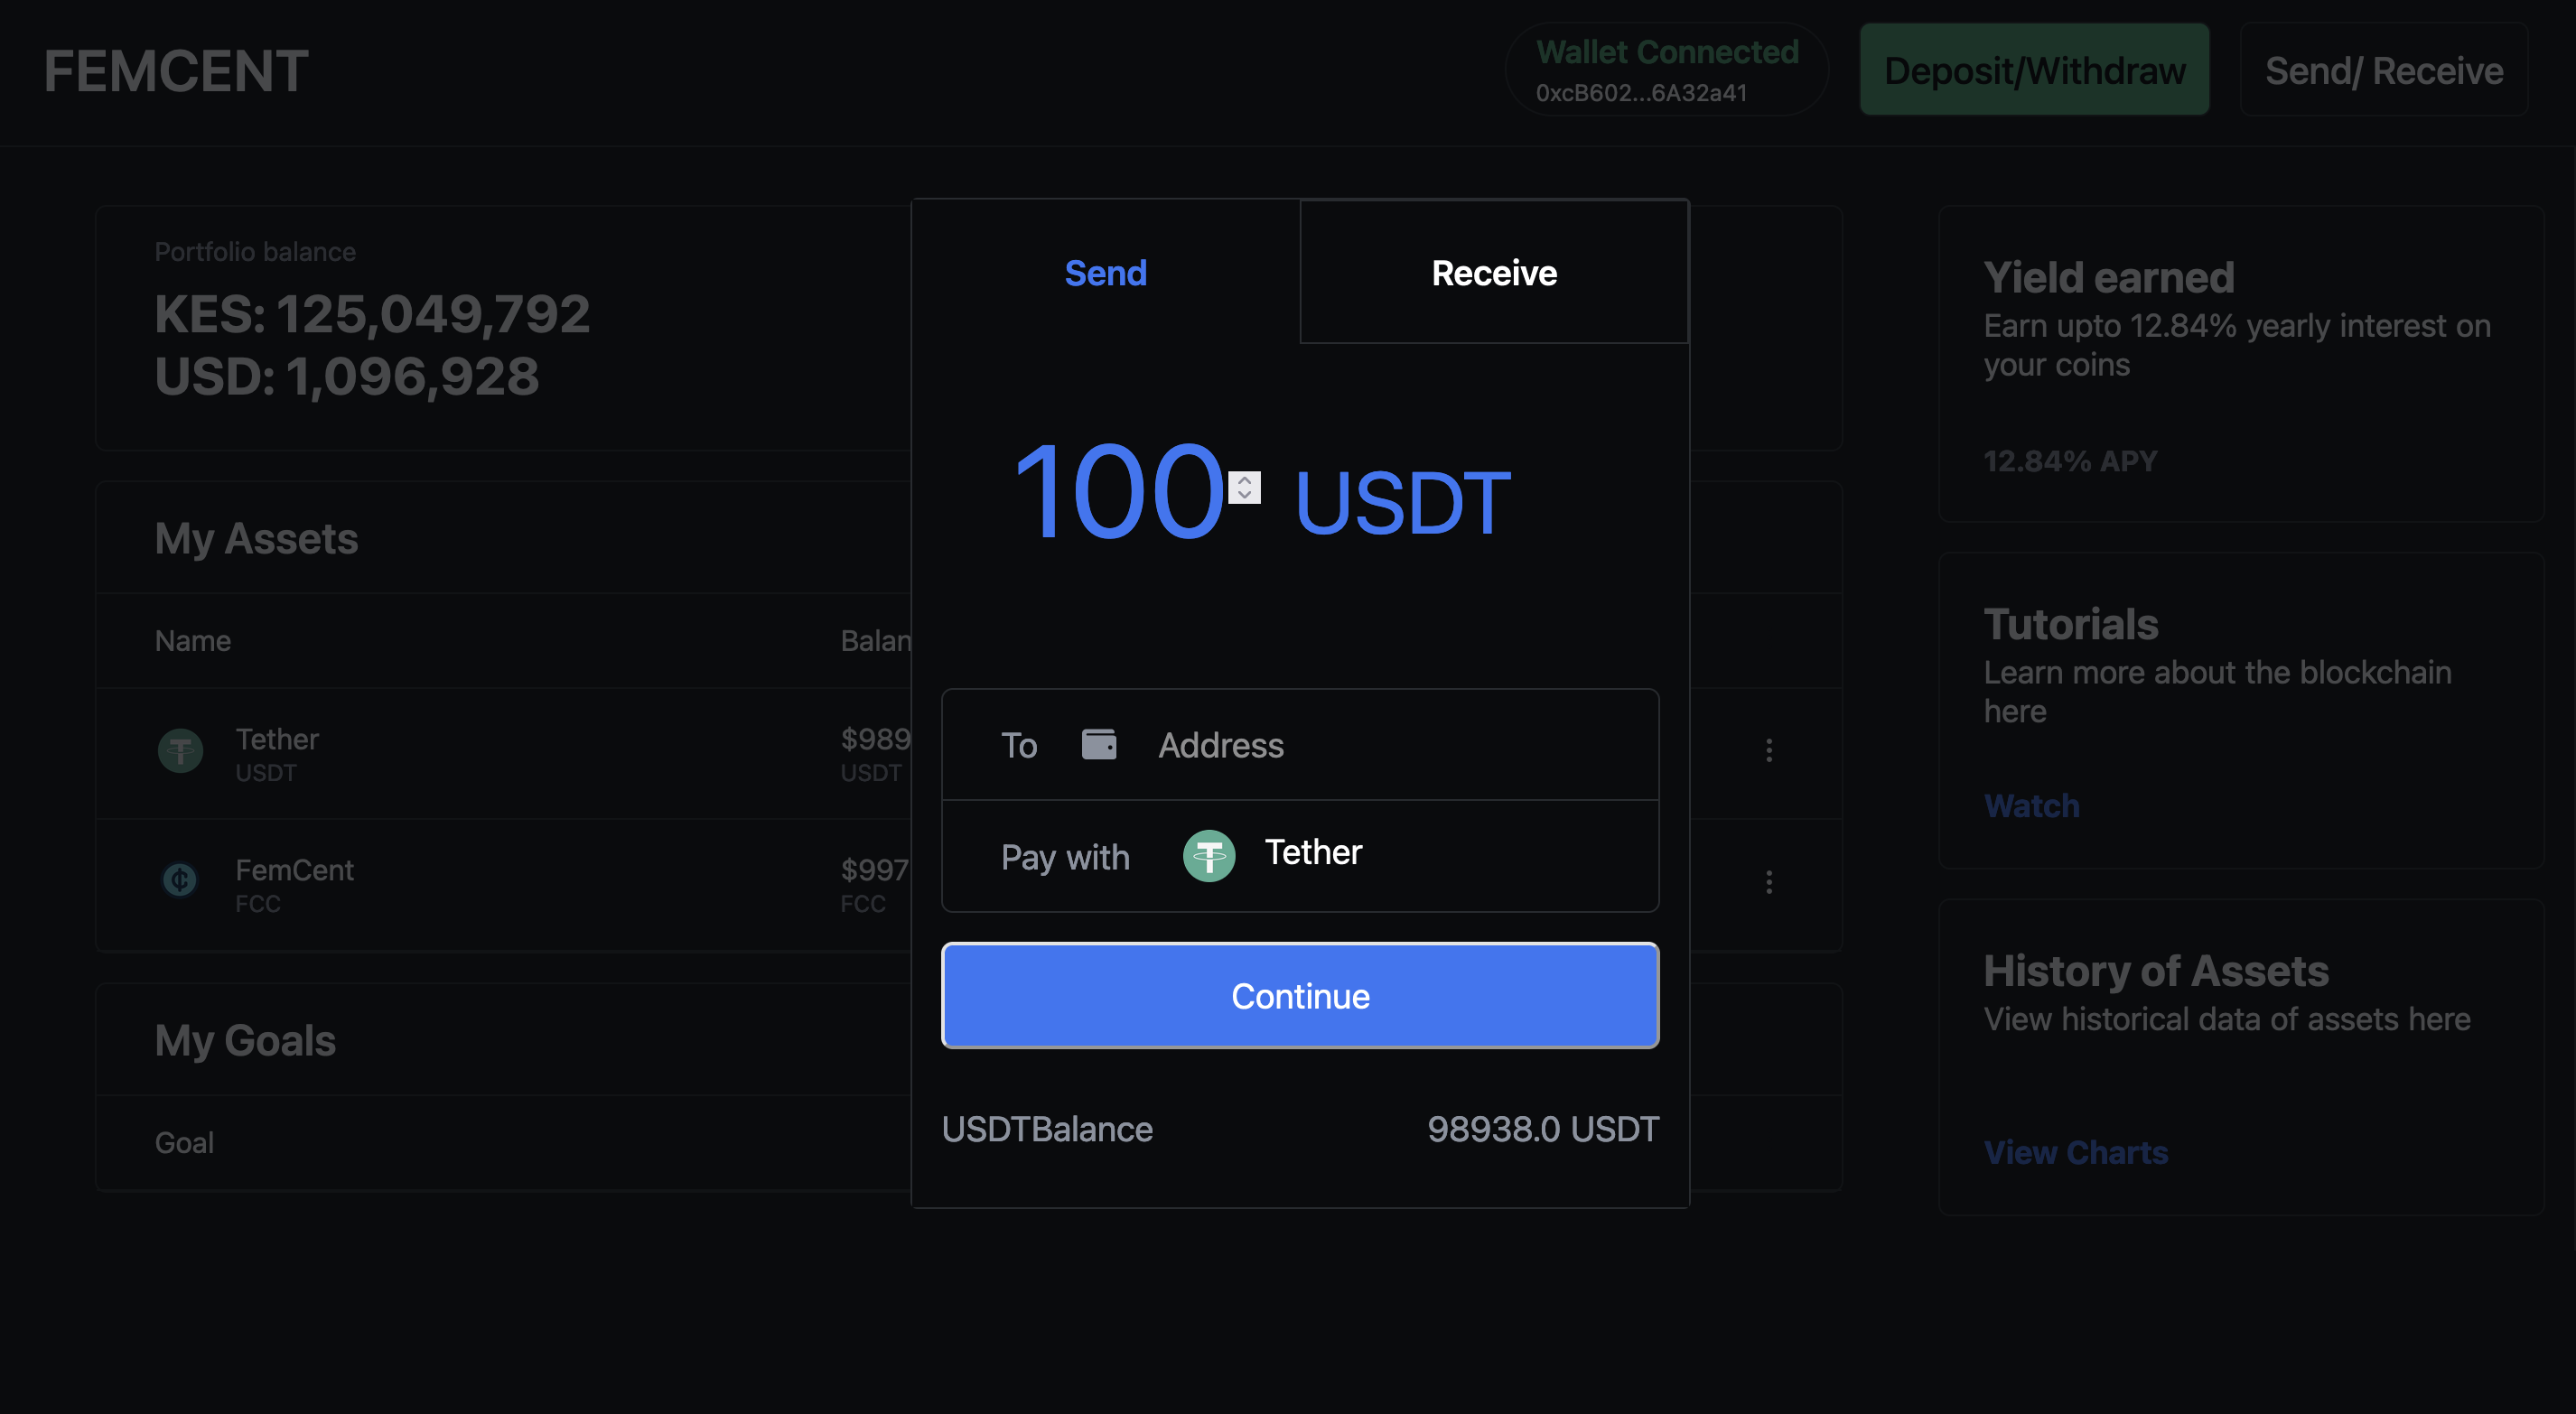 FEMCENT
Wallet Connected
0xcB602...6A32a41
Deposit/Withdraw
Send/ Receive
Portfolio balance
KES: 125,049,792
USD: 1,096,928
My Assets
Name
Balan
Tether
USDT
$989
USDT
FemCent
FCC
$997
FCC
My Goals
Goal
Send
Receive
100 USDT
To Address
Pay with Tether
Continue
USDTBalance 98938.0 USDT
Yield earned
Earn upto 12.84% yearly interest on
your coins
12.84% APY
Tutorials
Learn more about the blockchain
here
Watch
History of Assets
View historical data of assets here
View Charts